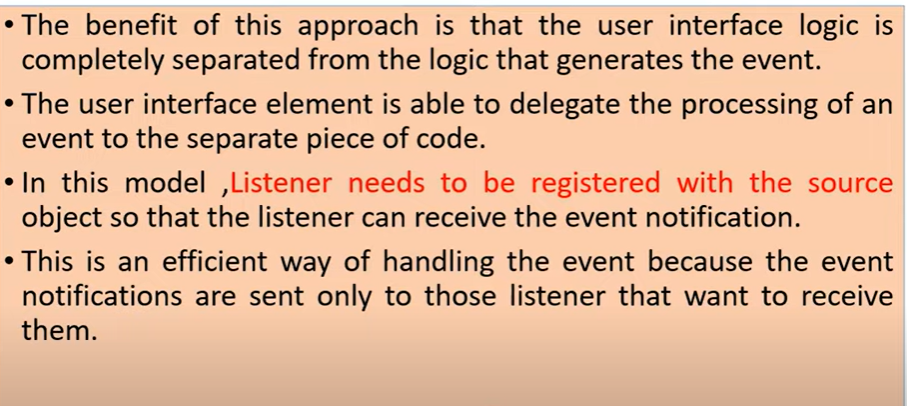 • The benefit of this approach is that the user interface logic is
completely separated from the logic that generates the event.
• The user interface element is able to delegate the processing of an
event to the separate piece of code.
• In this model ,Listener needs to be registered with the source
object so that the listener can receive the event notification.
• This is an efficient way of handling the event because the event
notifications are sent only to those listener that want to receive
them.